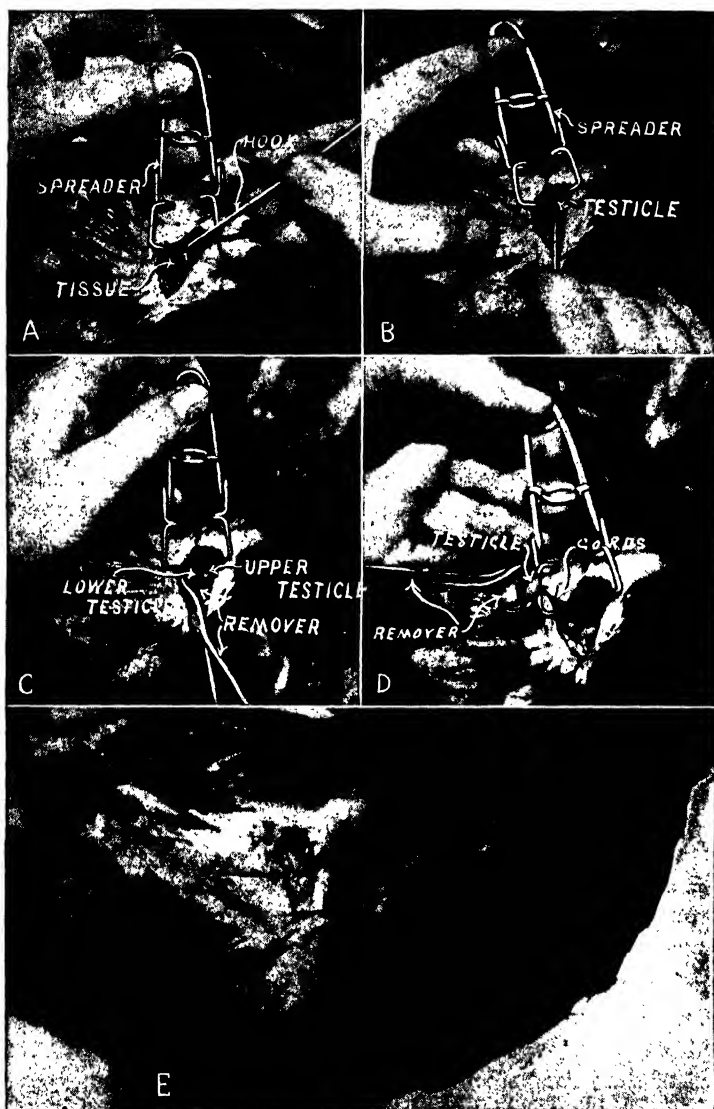 SPREADER
HOOK
TISSUE
A
SPREADER
TESTICLE
B
LOWER
TESTICLE
UPPER
TESTICLE
REMOVER
C
TESTICLE
CORDS
REMOVER
D
E